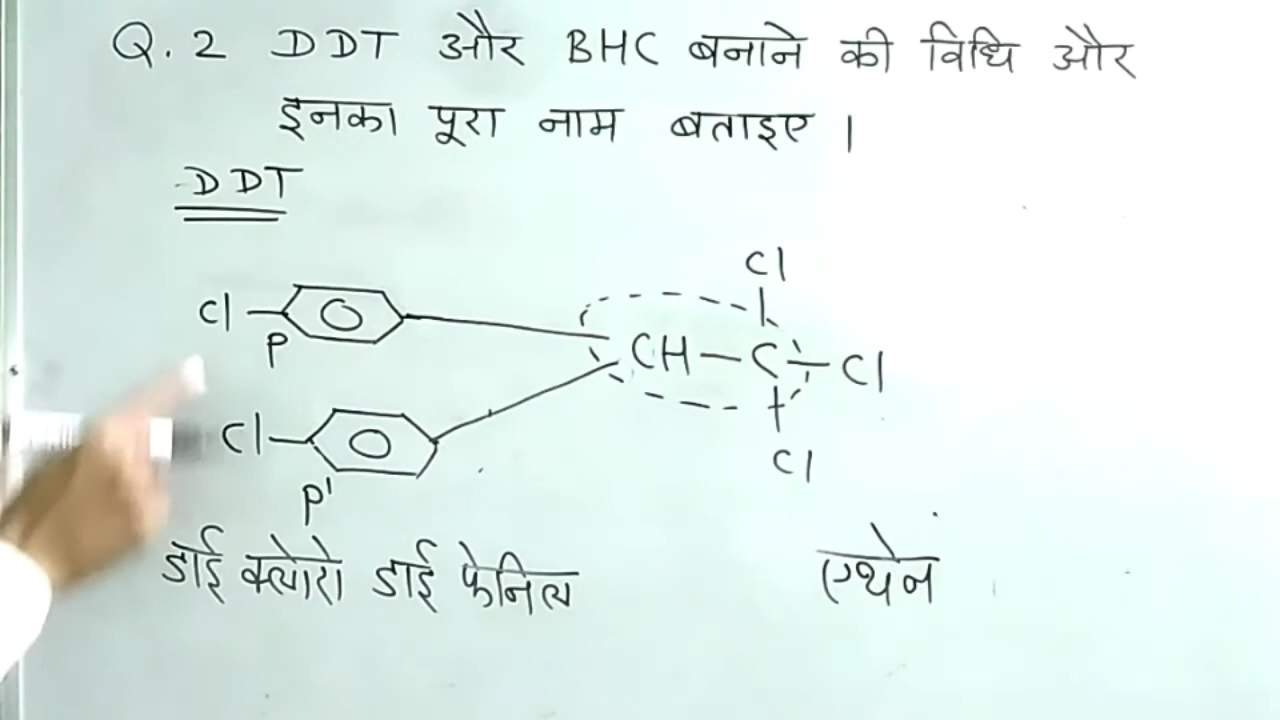 Q.2 DDT और BHC बनाने की विधि और
इनका पूरा नाम बताइए ।
DDT
Cl
Cl
P
CH — C — Cl
Cl
Cl
P'
डाई क्लोरो डाई फेनिल एथेन